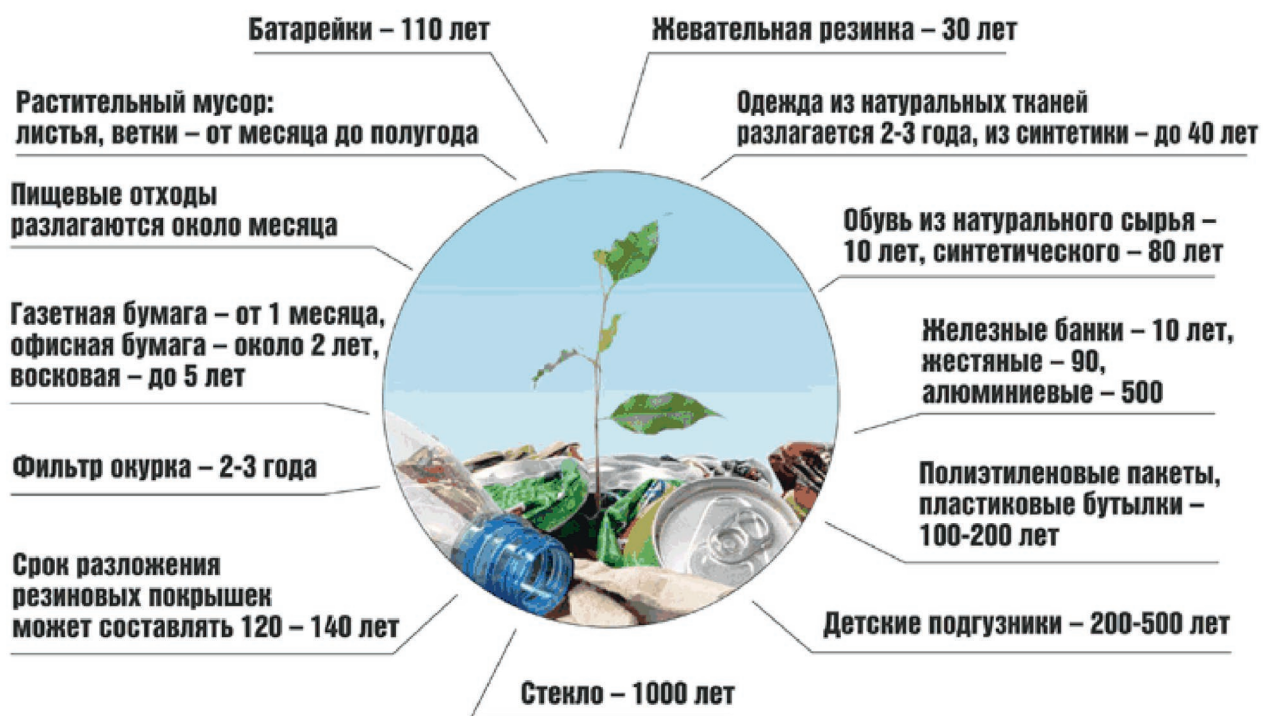 Батарейки – 110 лет
Жевательная резинка – 30 лет
Растительный мусор:
листья, ветки – от месяца до полугода
Одежда из натуральных тканей
разлагается 2-3 года, из синтетики – до 40 лет
Пищевые отходы
разлагаются около месяца
Обувь из натурального сырья –
10 лет, синтетического – 80 лет
Газетная бумага – от 1 месяца,
офисная бумага – около 2 лет,
восковая – до 5 лет
Железные банки – 10 лет,
жестяные – 90,
алюминиевые – 500
Фильтр окурка – 2-3 года
Полиэтиленовые пакеты,
пластиковые бутылки –
100-200 лет
Срок разложения
резиновых покрышек
может составлять 120 – 140 лет
Детские подгузники – 200-500 лет
Стекло – 1000 лет